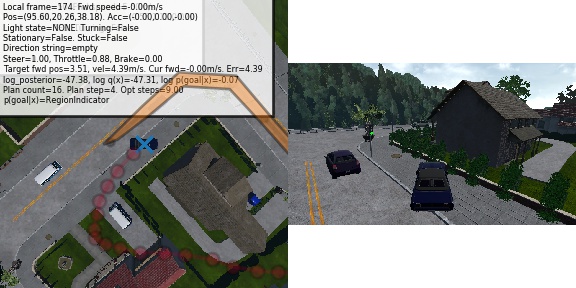 Local frame=174. Fwd speed=-0.00m/s
Pos=(95.60,20.26,38.18). Acc=(-0.00,0.00,-0.00)
Light state=NONE. Turning=False
Stationary=False. Stuck=False
Direction string=empty
Steer=1.00, Throttle=0.88, Brake=0.00
Target fwd pos=3.51, vel=4.39m/s. Cur fwd=-0.00m/s. Err=4.39
log_posterior=-47.38, log q(x)=-47.31, log p(goal|x)=-0.07
Plan count=16. Plan step=4. Opt steps=9.00
p(goal|x)=RegionIndicator